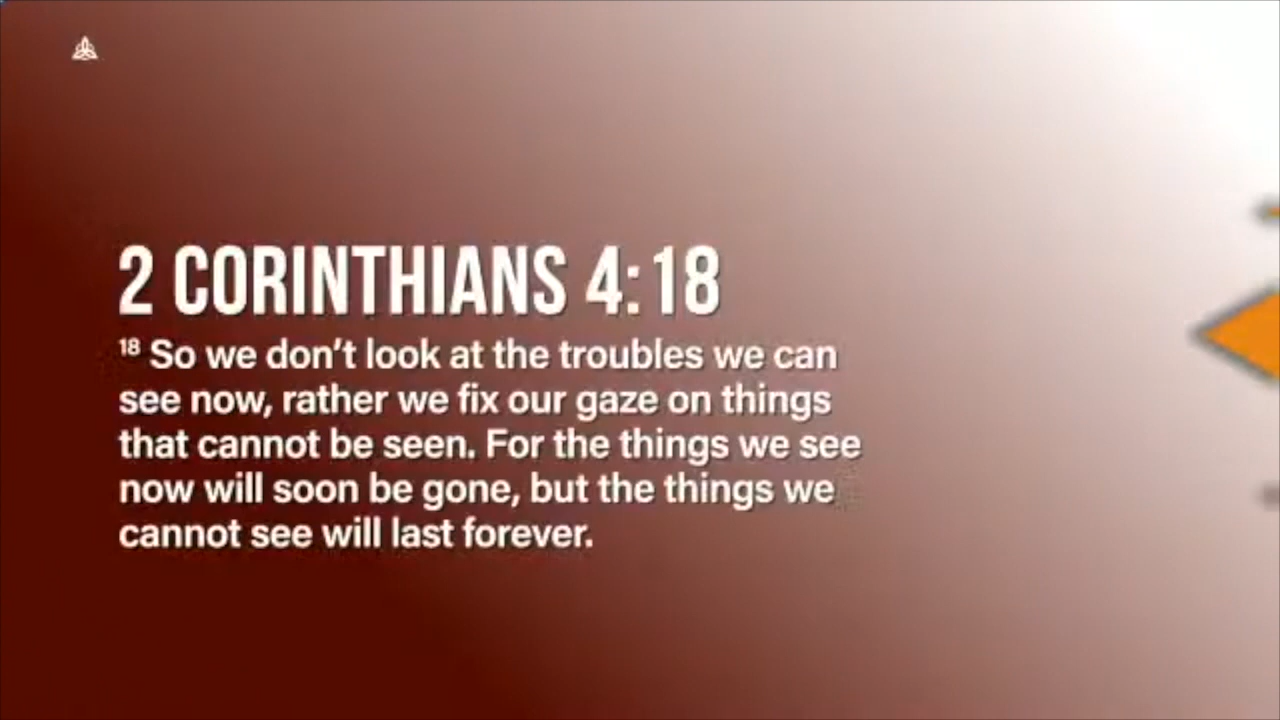 2 CORINTHIANS 4:18
18 So we don’t look at the troubles we can
see now, rather we fix our gaze on things
that cannot be seen. For the things we see
now will soon be gone, but the things we
cannot see will last forever.